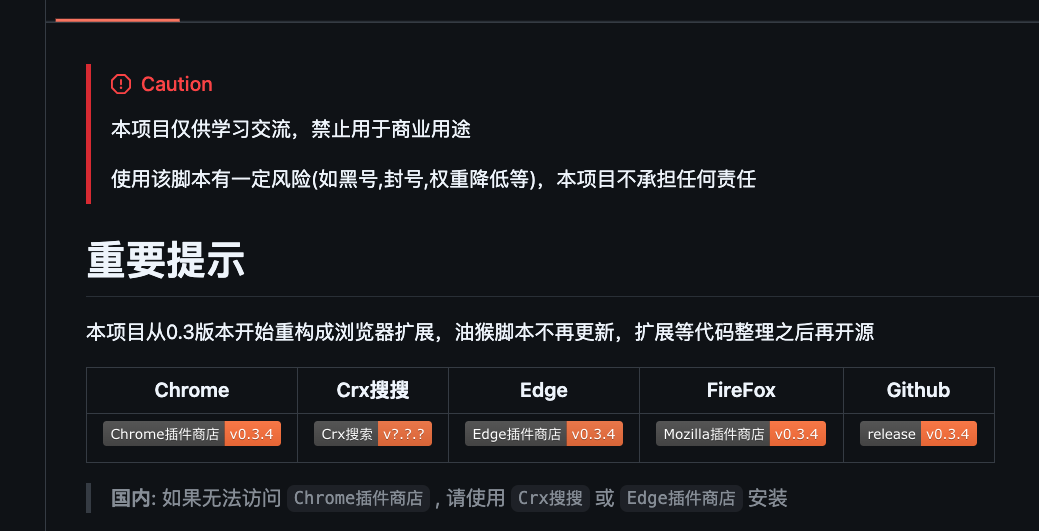 Caution
本项目仅供学习交流，禁止用于商业用途
使用该脚本有一定风险(如黑号,封号,权重降低等)，本项目不承担任何责任
重要提示
本项目从0.3版本开始重构成浏览器扩展，油猴脚本不再更新，扩展等代码整理之后再开源
Chrome Crx搜搜 Edge FireFox Github
Chrome插件商店 v0.3.4 Crx搜索 v?.?.? Edge插件商店 v0.3.4 Mozilla插件商店 v0.3.4 release v0.3.4
国内: 如果无法访问 Chrome插件商店 , 请使用 Crx搜搜 或 Edge插件商店 安装